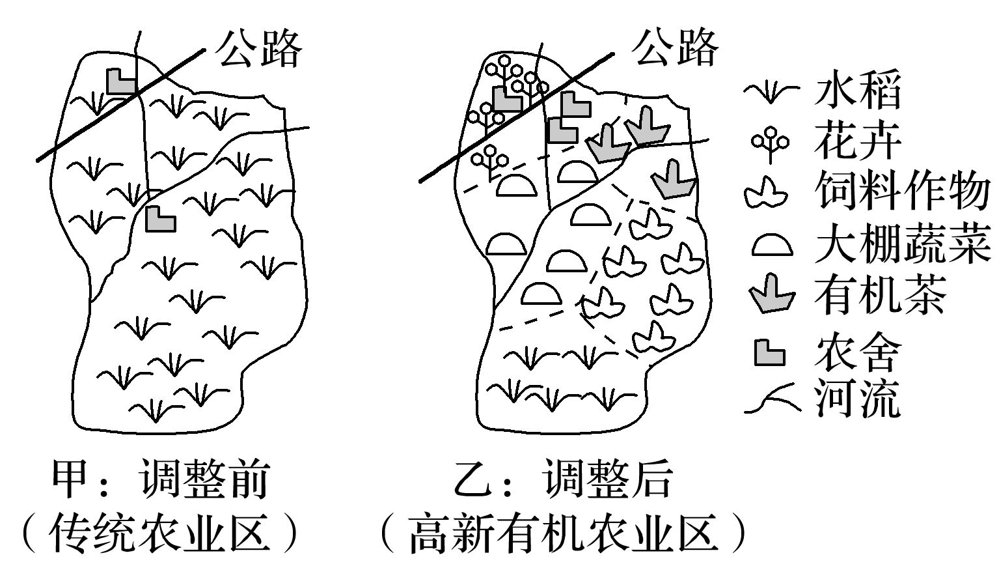 公路
公路
水稻
花卉
饲料作物
大棚蔬菜
有机茶
农舍
河流
甲：调整前
（传统农业区）
乙：调整后
（高新有机农业区）